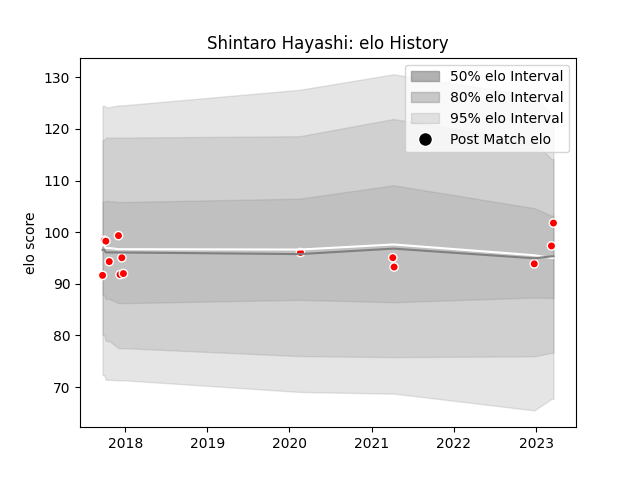 Shintaro Hayashi: elo History
50% elo Interval
80% elo Interval
95% elo Interval
Post Match elo
elo score
130
120
110
100
90
80
70
2018
2019
2020
2021
2022
2023